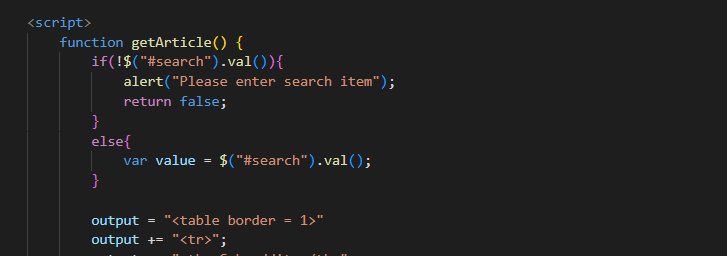 <script>
function getArticle() {
if(!$("#search").val()){
alert("Please enter search item");
return false;
}
else{
var value = $("#search").val();
}
output = "<table border = 1>"
output += "<tr>";